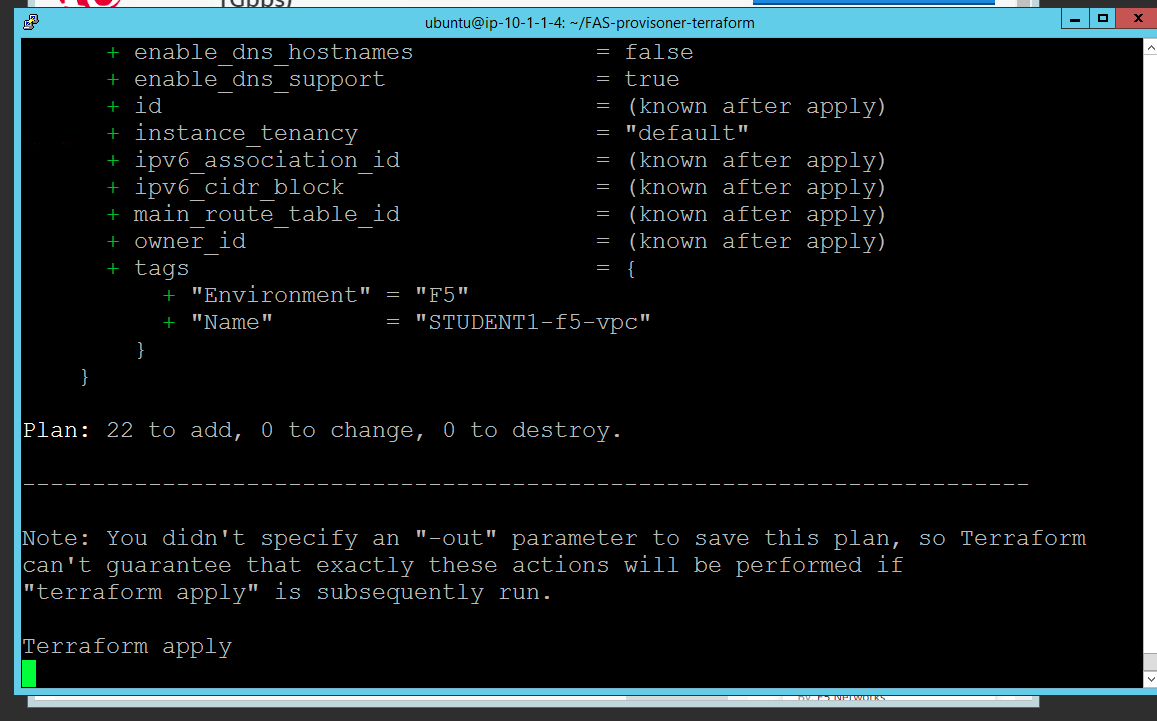 (Gbps)
ubuntu@ip-10-1-1-4: ~/FAS-provisoner-terraform
+ enable_dns_hostnames = false
+ enable_dns_support = true
+ id = (known after apply)
+ instance_tenancy = "default"
+ ipv6_association_id = (known after apply)
+ ipv6_cidr_block = (known after apply)
+ main_route_table_id = (known after apply)
+ owner_id = (known after apply)
+ tags = {
+ "Environment" = "F5"
+ "Name" = "STUDENT1-f5-vpc"
}
}
Plan: 22 to add, 0 to change, 0 to destroy.
------------------------------------------------------------------------
Note: You didn't specify an "-out" parameter to save this plan, so Terraform
can't guarantee that exactly these actions will be performed if
"terraform apply" is subsequently run.
Terraform apply
By: F5 Networks